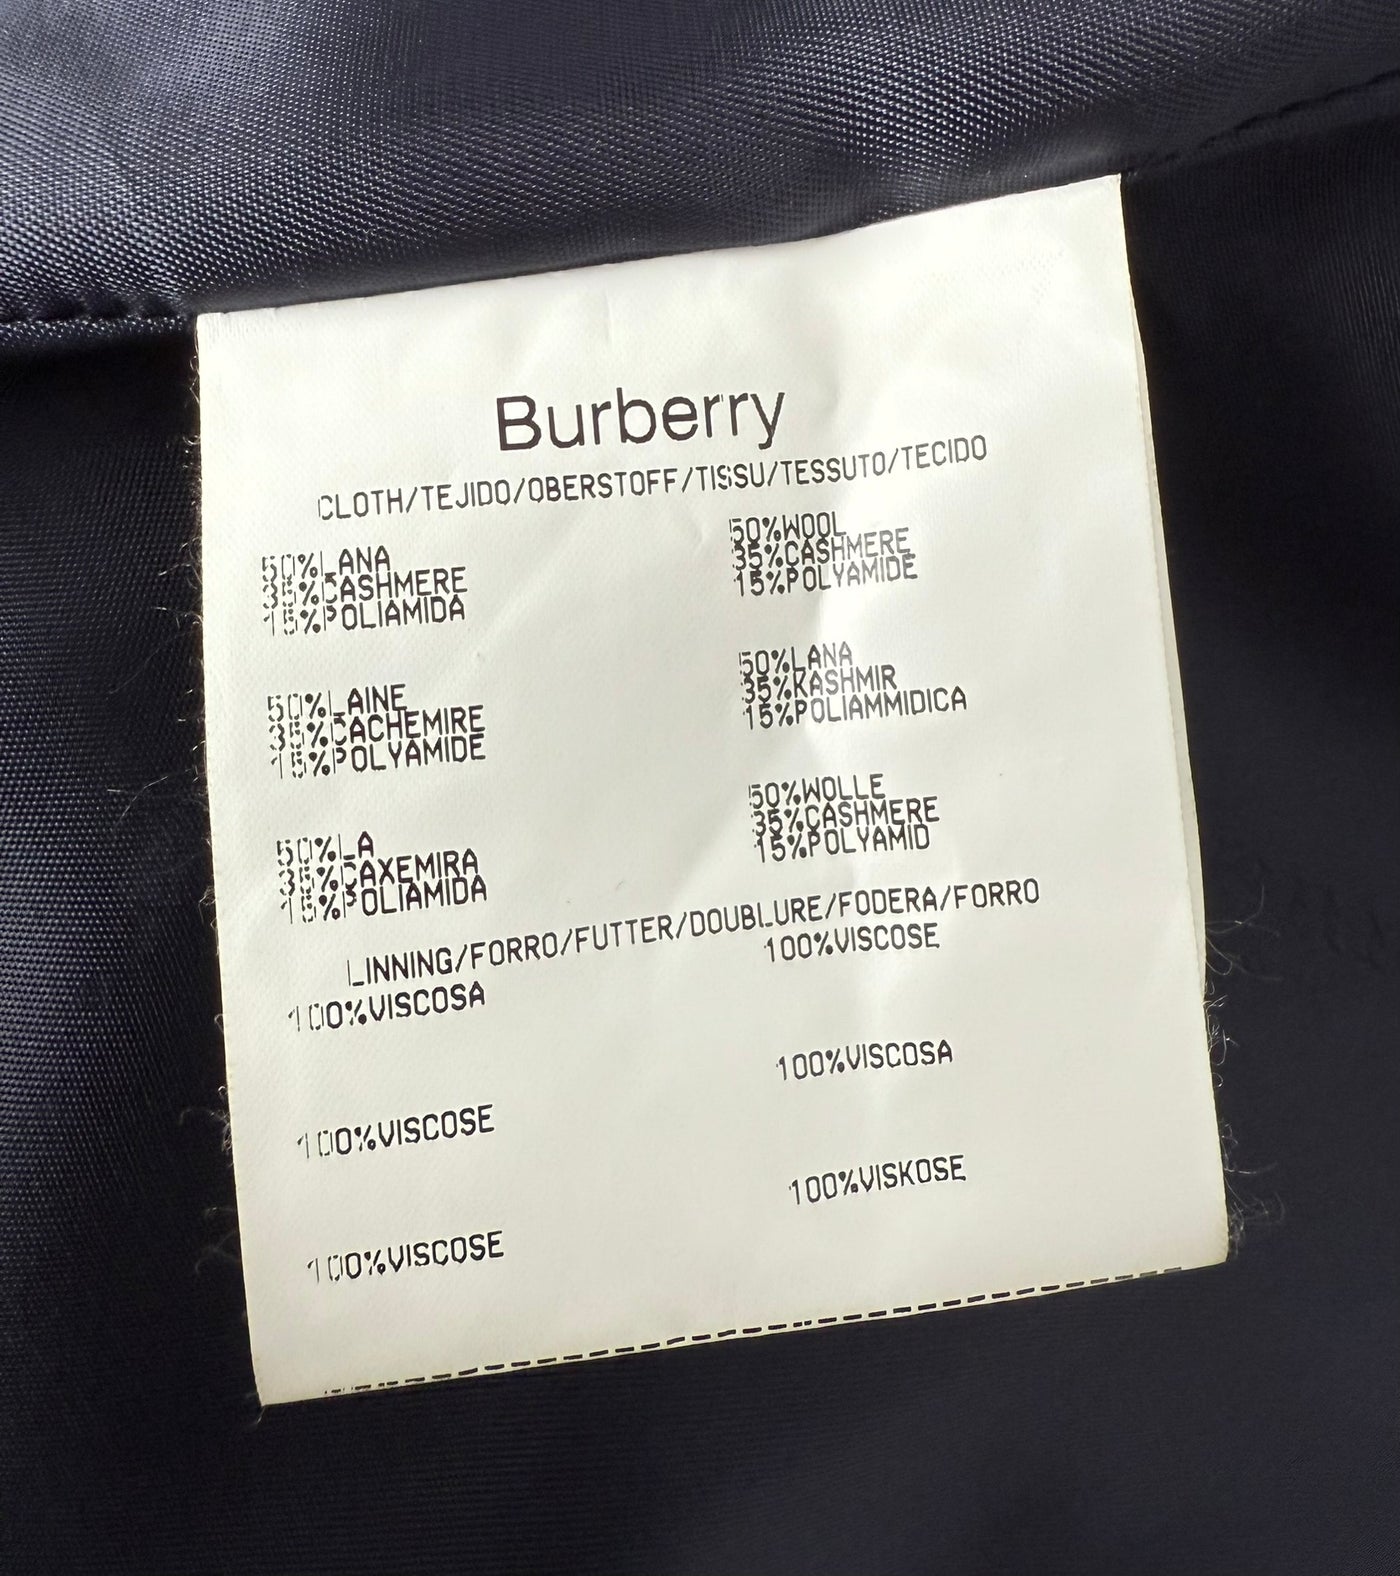 Burberry
CLOTH/TEJIDO/OBERSTOFF/TISSU/TESSUTO/TECIDO
50%LANA
35%CASHMERE
15%POLIAMIDA
50%WOOL
35%CASHMERE
15%POLYAMIDE
50%LAINE
35%CACHEMIRE
15%POLYAMIDE
50%LANA
35%KASHMIR
15%POLIAMMIDICA
50%LA
35%CAXEMIRA
15%POLIAMIDA
50%WOLLE
35%CASHMERE
15%POLYAMID
LINNING/FORRO/FUTTER/DOUBLURE/FODERA/FORRO
100%VISCOSA
100%VISCOSE
100%VISCOSE
100%VISCOSA
100%VISCOSE
100%VISKOSE